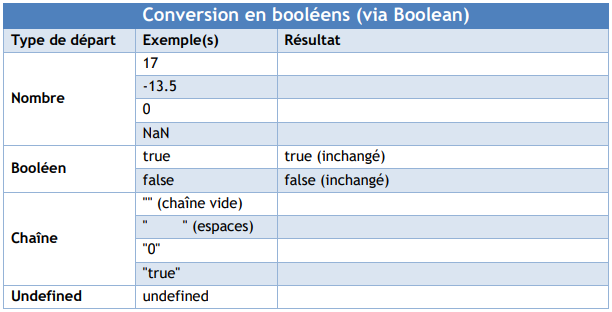 Conversion en booléens (via Boolean)
Type de départ Exemple(s) Résultat
Nombre
17
-13.5
0
NaN
Booléen
true true (inchangé)
false false (inchangé)
Chaîne
"" (chaîne vide)
" " (espaces)
"0"
"true"
Undefined undefined